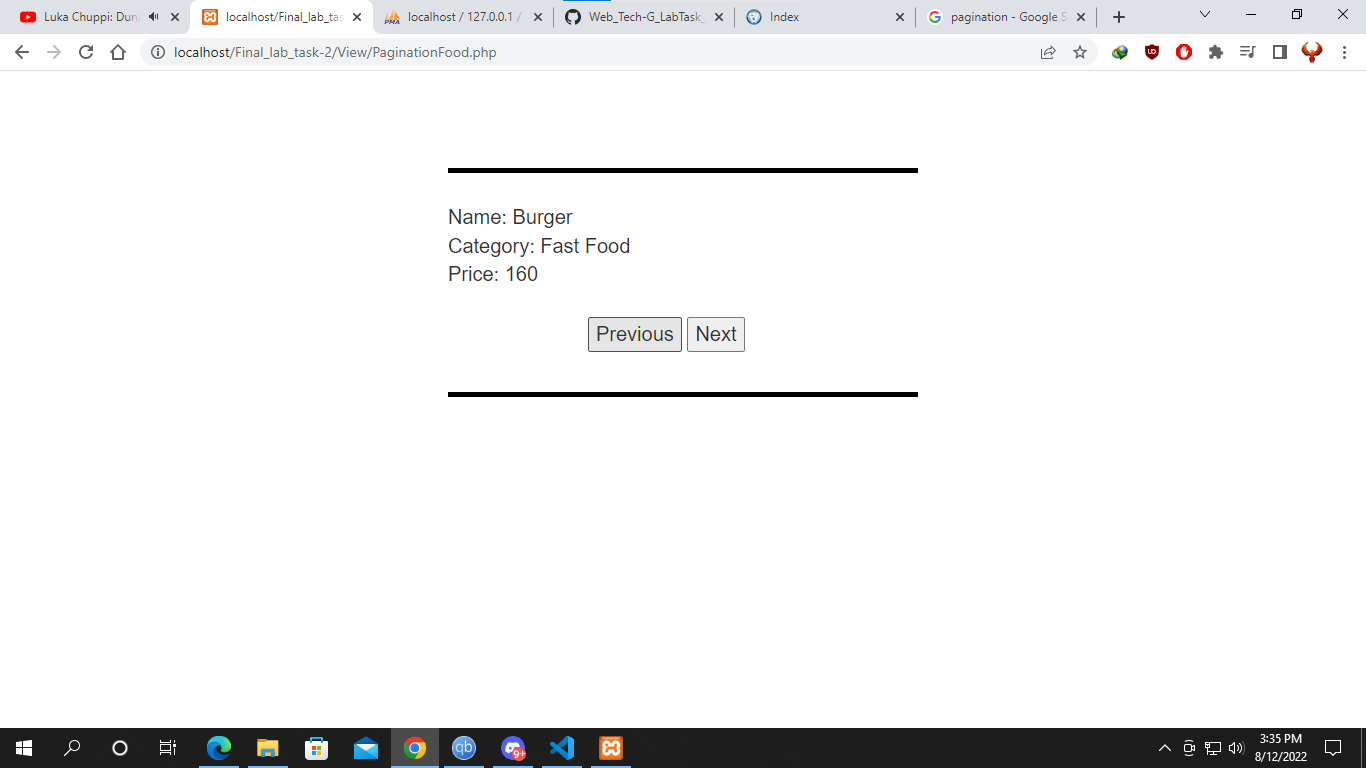 Luka Chuppi: Dun
localhost/Final_lab_tas
localhost / 127.0.0.1 /
Web_Tech-G_LabTask_
Index
pagination - Google S
localhost/Final_lab_task-2/View/PaginationFood.php
Name: Burger
Category: Fast Food
Price: 160
Previous Next
qb
9+
3:35 PM
8/12/2022